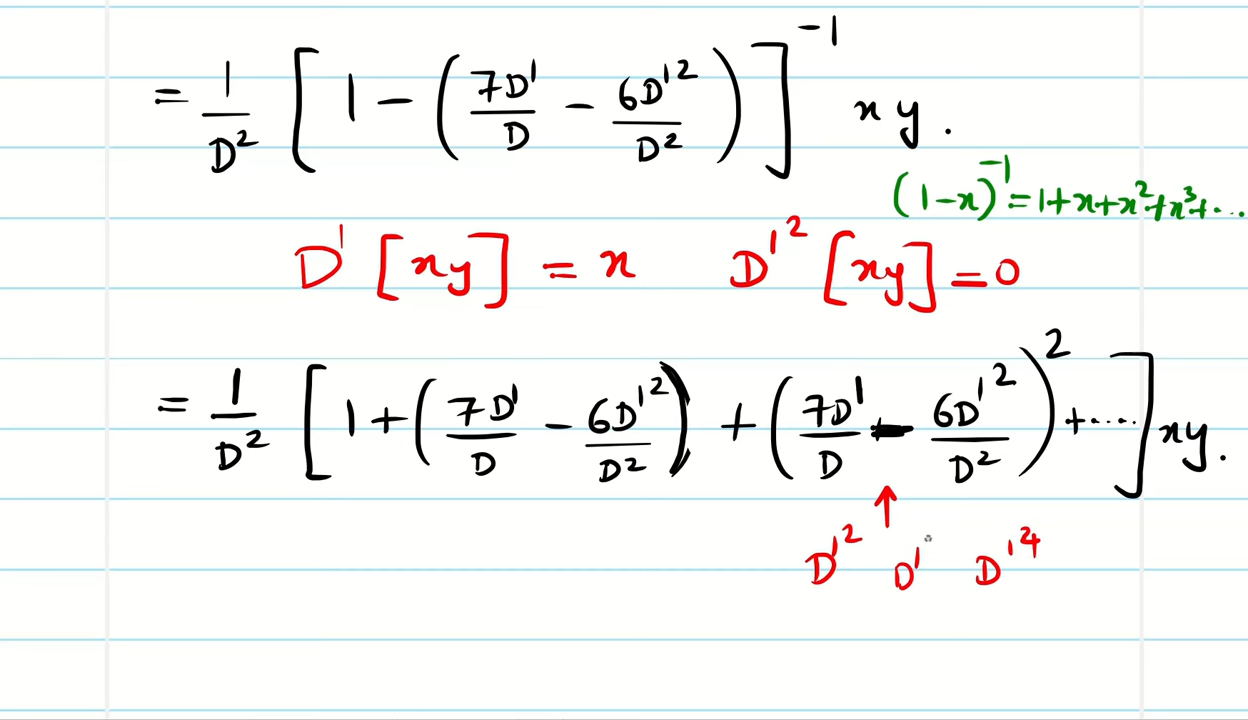 = 1/D² [1 − (7D'/D − 6D'²/D²)]⁻¹ xy.
(1−x)⁻¹ = 1+x+x²+x³+...
D' [xy] = x D'² [xy] = 0
= 1/D² [1 + (7D'/D − 6D'²/D²) + (7D'/D − 6D'²/D²)² + ....] xy.
↑
D'² D' D'⁴